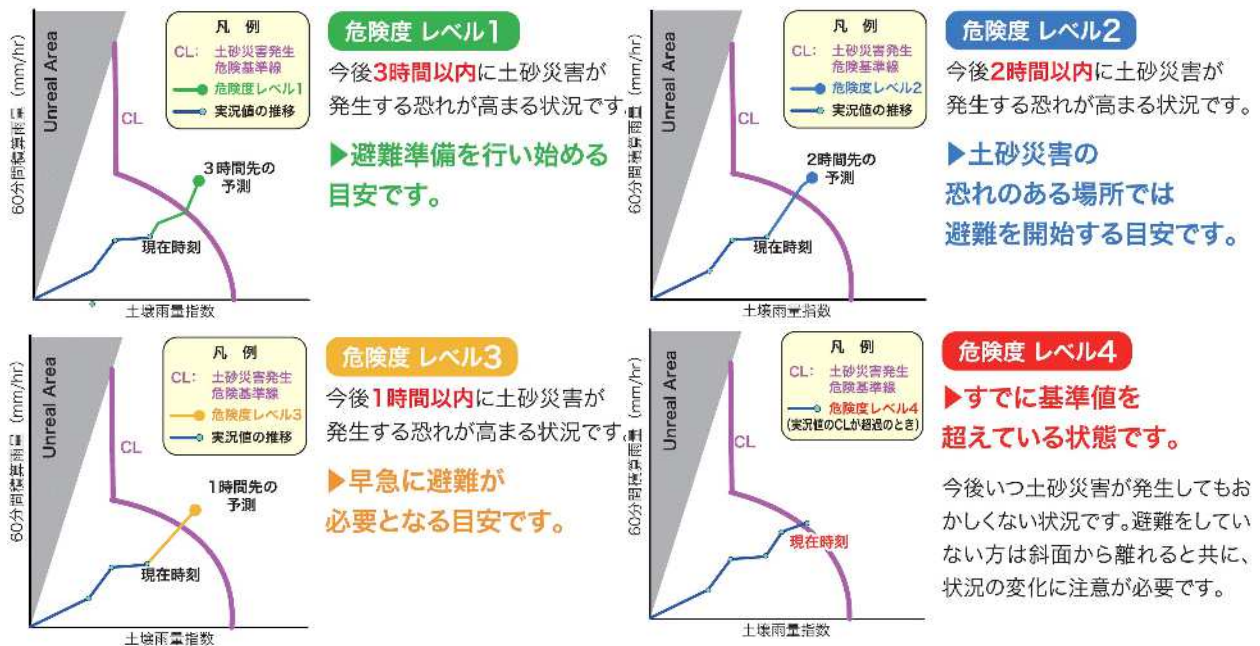 60分間積算雨量 (mm/hr)
Unreal Area
CL
凡 例
CL: 土砂災害発生
危険基準線
危険度レベル1
実況値の推移
3時間先の
予測
現在時刻
土壌雨量指数
危険度 レベル1
今後3時間以内に土砂災害が
発生する恐れが高まる状況です。
▶避難準備を行い始める
目安です。
60分間積算雨量 (mm/hr)
Unreal Area
CL
凡 例
CL: 土砂災害発生
危険基準線
危険度レベル2
実況値の推移
2時間先の
予測
現在時刻
土壌雨量指数
危険度 レベル2
今後2時間以内に土砂災害が
発生する恐れが高まる状況です。
▶土砂災害の
恐れのある場所では
避難を開始する目安です。
60分間積算雨量 (mm/hr)
Unreal Area
CL
凡 例
CL: 土砂災害発生
危険基準線
危険度レベル3
実況値の推移
1時間先の
予測
現在時刻
土壌雨量指数
危険度 レベル3
今後1時間以内に土砂災害が
発生する恐れが高まる状況です。
▶早急に避難が
必要となる目安です。
60分間積算雨量 (mm/hr)
Unreal Area
CL
凡 例
CL: 土砂災害発生
危険基準線
危険度レベル4
(実況値のCLが超過のとき)
現在時刻
土壌雨量指数
危険度 レベル4
▶すでに基準値を
超えている状態です。
今後いつ土砂災害が発生してもお
かしくない状況です。避難をしてい
ない方は斜面から離れると共に、
状況の変化に注意が必要です。